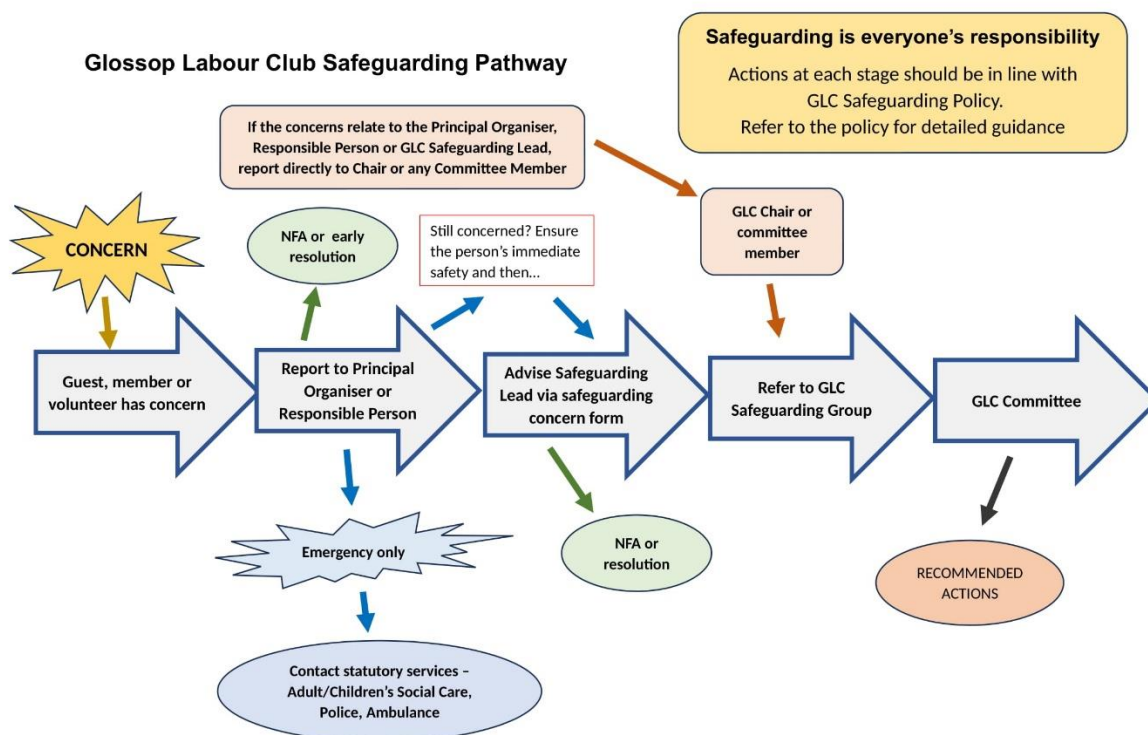 Glossop Labour Club Safeguarding Pathway
Safeguarding is everyone's responsibility
Actions at each stage should be in line with
GLC Safeguarding Policy.
Refer to the policy for detailed guidance
If the concerns relate to the Principal Organiser,
Responsible Person or GLC Safeguarding Lead,
report directly to Chair or any Committee Member
GLC Chair or
committee
member
CONCERN
NFA or  early
resolution
Still concerned? Ensure
the person's immediate
safety and then…
Guest, member or
volunteer has concern
Report to Principal
Organiser or
Responsible Person
Advise Safeguarding
Lead via safeguarding
concern form
Refer to GLC
Safeguarding Group
GLC Committee
Emergency only
NFA or
resolution
RECOMMENDED
ACTIONS
Contact statutory services –
Adult/Children's Social Care,
Police, Ambulance